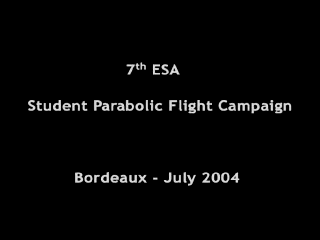 7th ESA
Student Parabolic Flight Campaign
Bordeaux - July 2004